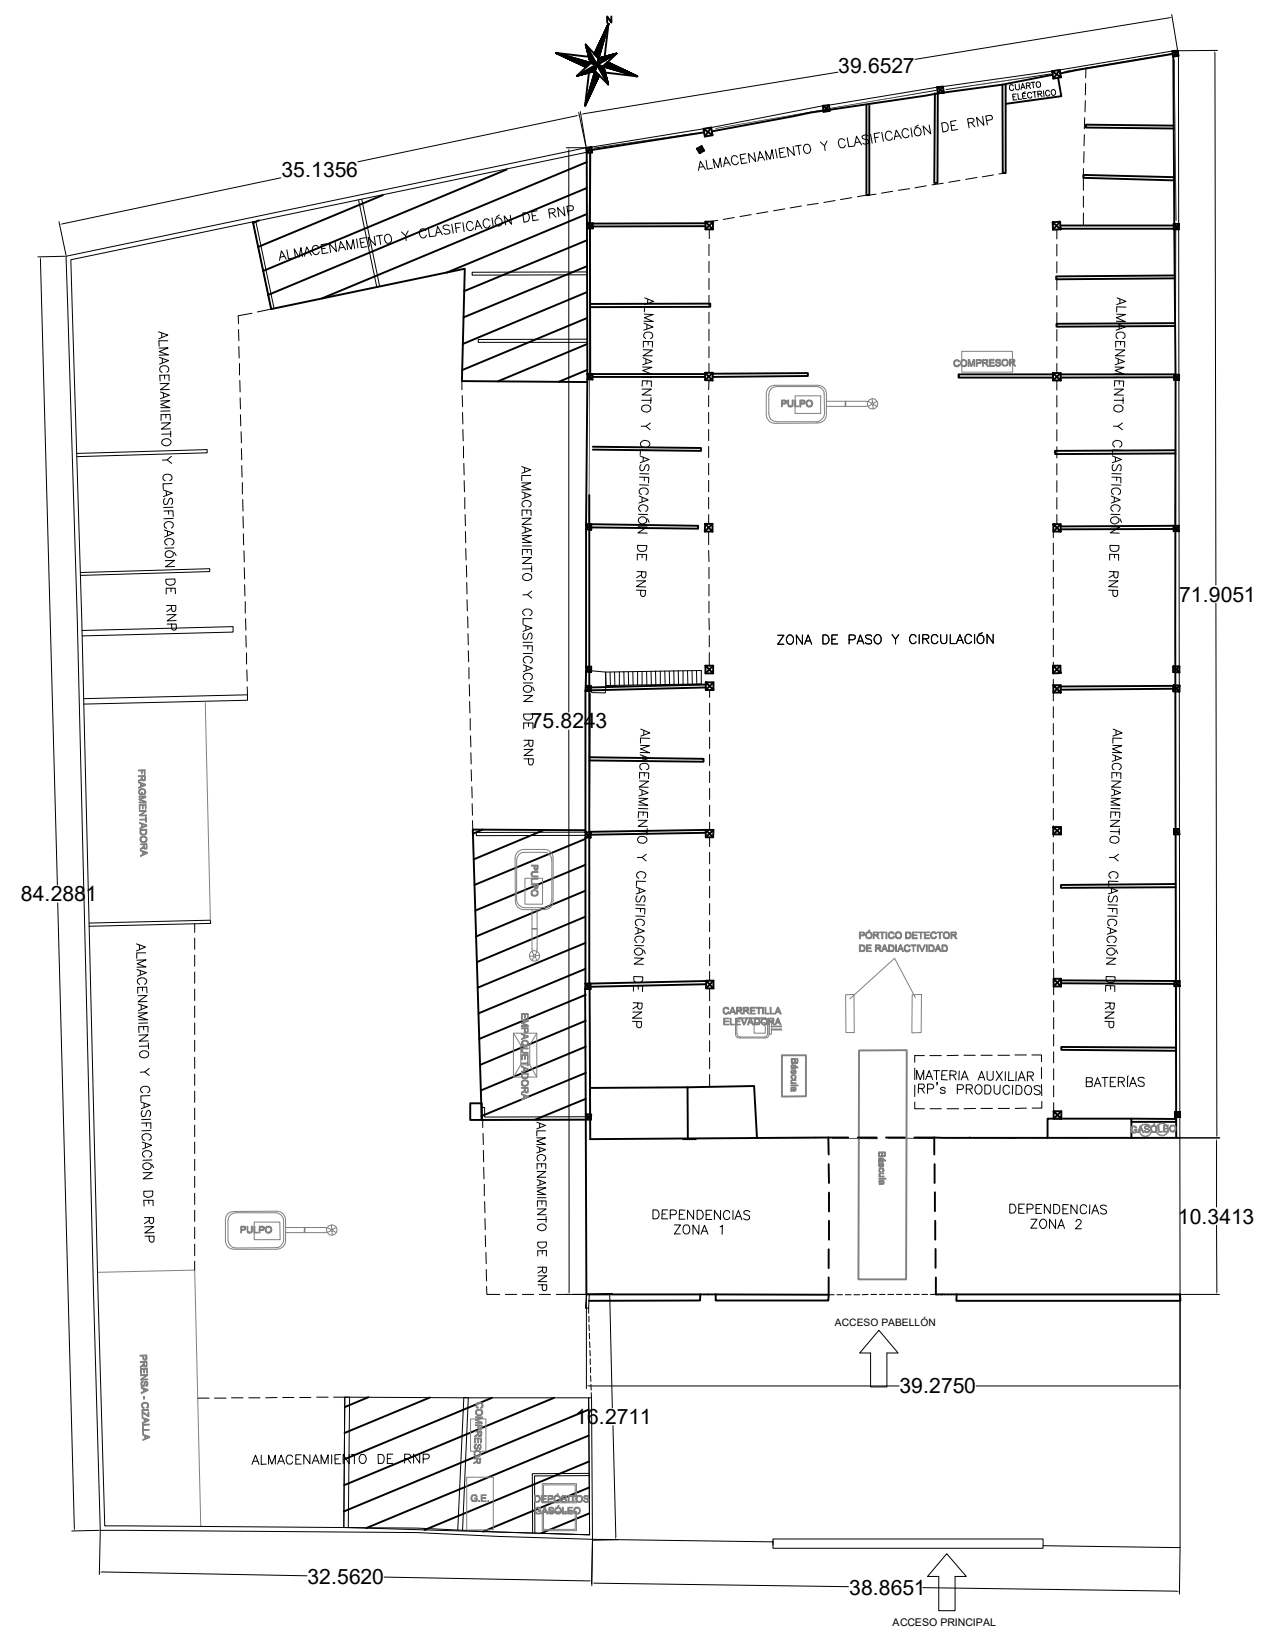 N
39.6527
CUARTO
ELÉCTRICO
ALMACENAMIENTO Y CLASIFICACIÓN DE RNP
35.1356
ALMACENAMIENTO Y CLASIFICACIÓN DE RNP
ALMACENAMIENTO Y CLASIFICACIÓN DE RNP
ALMACENAMIENTO Y CLASIFICACIÓN DE RNP
ALMACENAMIENTO Y CLASIFICACIÓN DE RNP
COMPRESOR
PULPO
ALMACENAMIENTO Y CLASIFICACIÓN DE RNP
71.9051
ZONA DE PASO Y CIRCULACIÓN
75.8243
ALMACENAMIENTO Y CLASIFICACIÓN DE RNP
ALMACENAMIENTO Y CLASIFICACIÓN DE RNP
FRAGMENTADORA
PULPO
84.2881
PÓRTICO DETECTOR
DE RADIACTIVIDAD
ALMACENAMIENTO Y CLASIFICACIÓN DE RNP
CARRETILLA
ELEVADORA
EMPAQUETADORA
Báscula
MATERIA AUXILIAR
RP's PRODUCIDOS
BATERÍAS
GASÓLEO
ALMACENAMIENTO DE RNP
Báscula
DEPENDENCIAS
ZONA 1
DEPENDENCIAS
ZONA 2
10.3413
PULPO
ACCESO PABELLÓN
39.2750
PRENSA - CIZALLA
16.2711
COMPRESOR
ALMACENAMIENTO DE RNP
G.E.
DEPÓSITOS
GASÓLEO
32.5620
38.8651
ACCESO PRINCIPAL